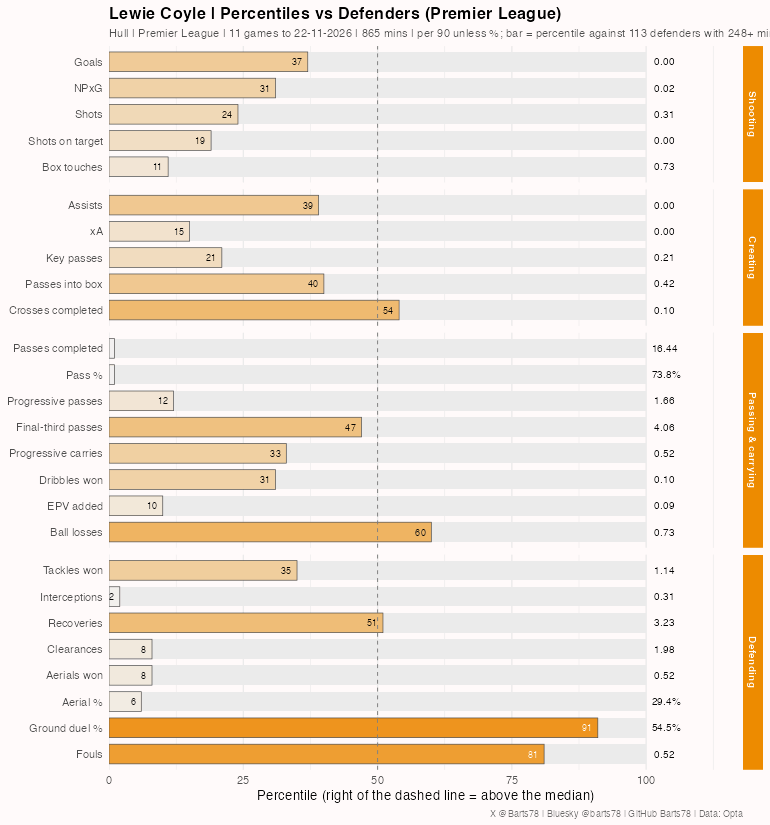 Lewie Coyle | Percentiles vs Defenders (Premier League)
Hull | Premier League | 11 games to 22-11-2026 | 865 mins | per 90 unless %; bar = percentile against 113 defenders with 248+
Goals 37 0.00
NPxG 31 0.02
Shots 24 0.31
Shots on target 19 0.00
Box touches 11 0.73
Shooting
Assists 39 0.00
xA 15 0.00
Key passes 21 0.21
Passes into box 40 0.42
Crosses completed 54 0.10
Creating
Passes completed 16.44
Pass % 73.8%
Progressive passes 12 1.66
Final-third passes 47 4.06
Progressive carries 33 0.52
Dribbles won 31 0.10
EPV added 10 0.09
Ball losses 60 0.73
Passing & carrying
Tackles won 35 1.14
Interceptions 2 0.31
Recoveries 51 3.23
Clearances 8 1.98
Aerials won 8 0.52
Aerial % 6 29.4%
Ground duel % 91 54.5%
Fouls 81 0.52
Defending
0 25 50 75 100
Percentile (right of the dashed line = above the median)
X @Barts78 | Bluesky @barts78 | GitHub Barts78 | Data: Opta